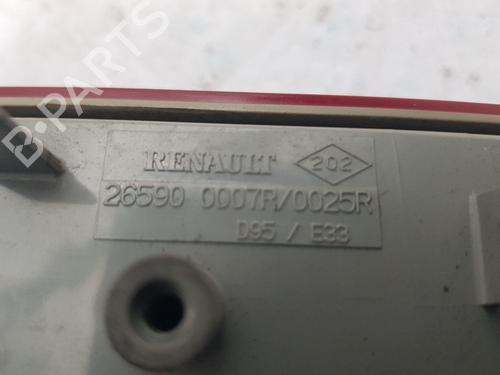 B-PARTS
RENAULT 202
26590 0007R/0025R
D95 / E33